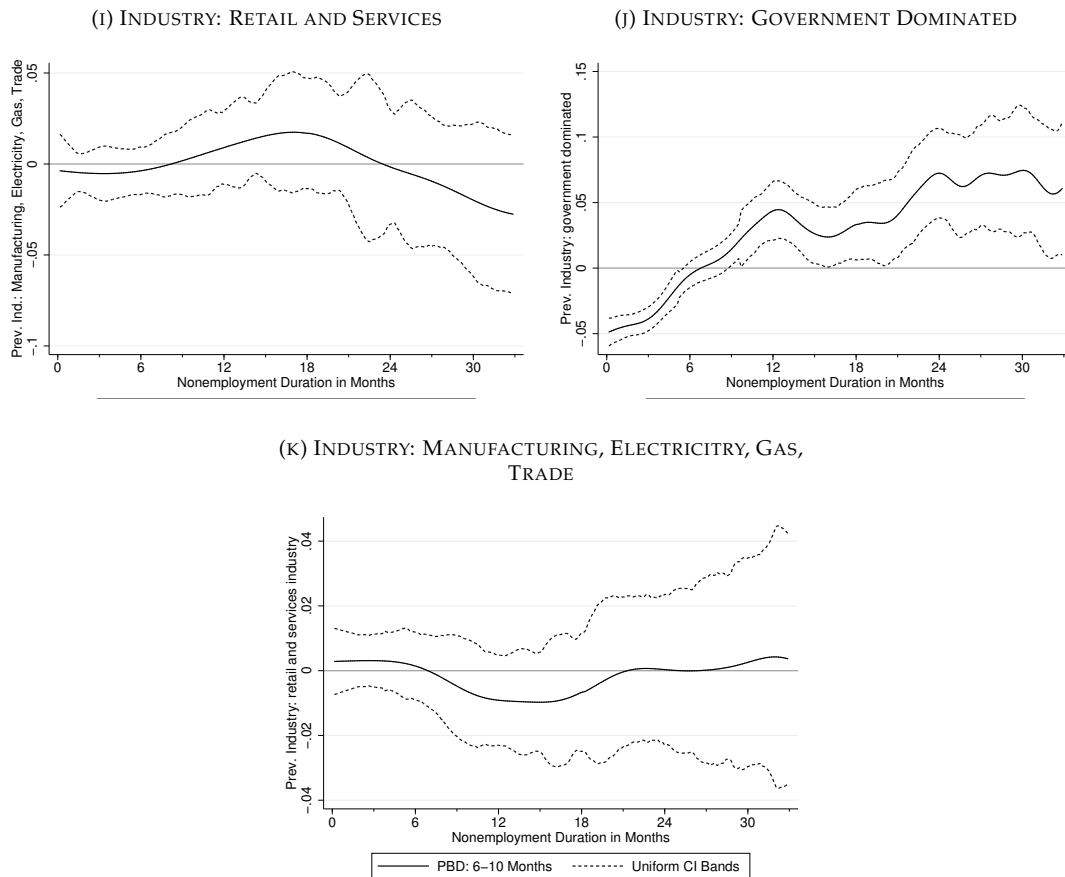 (I) INDUSTRY: RETAIL AND SERVICES
Prev. Ind.: Manufacturing, Electricitry, Gas, Trade
.05
0
-.05
-.1
0 6 12 18 24 30
Nonemployment Duration in Months
(J) INDUSTRY: GOVERNMENT DOMINATED
Prev. Industry: government dominated
.15
.1
.05
0
-.05
0 6 12 18 24 30
Nonemployment Duration in Months
(K) INDUSTRY: MANUFACTURING, ELECTRICITRY, GAS,
TRADE
Prev. Industry: retail and services industry
.04
.02
0
-.02
-.04
0 6 12 18 24 30
Nonemployment Duration in Months
PBD: 6–10 Months Uniform CI Bands